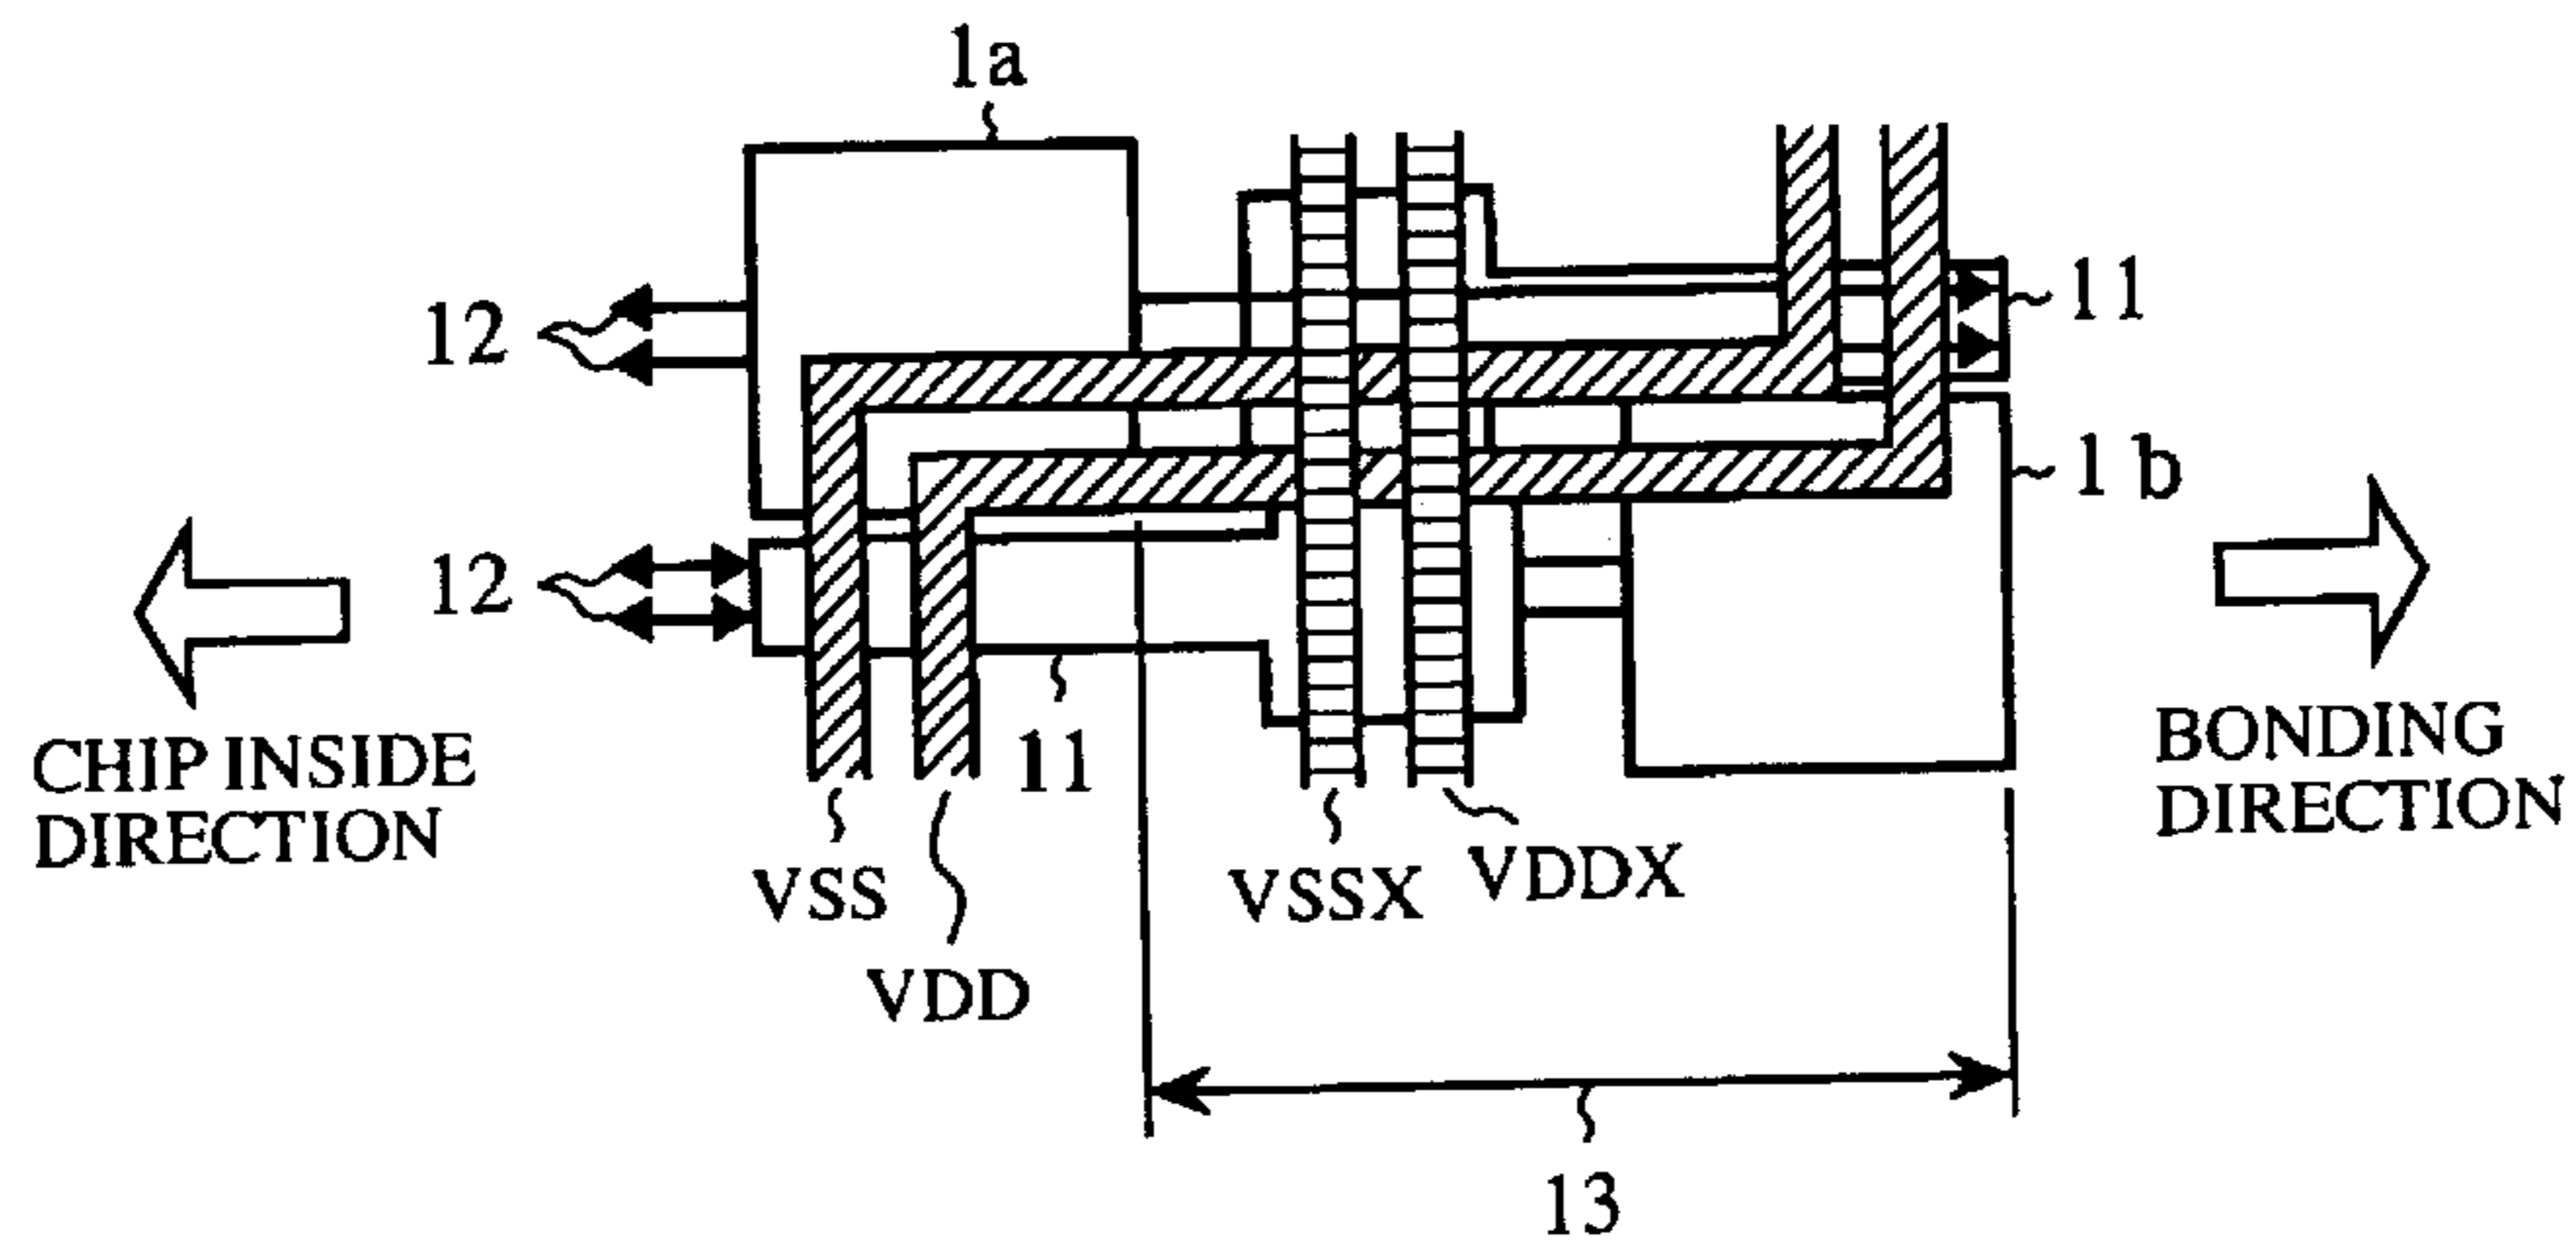 1a
12
11
1b
12
CHIP INSIDE
DIRECTION
11
BONDING
DIRECTION
VSS
VDD
VSSX
VDDX
13